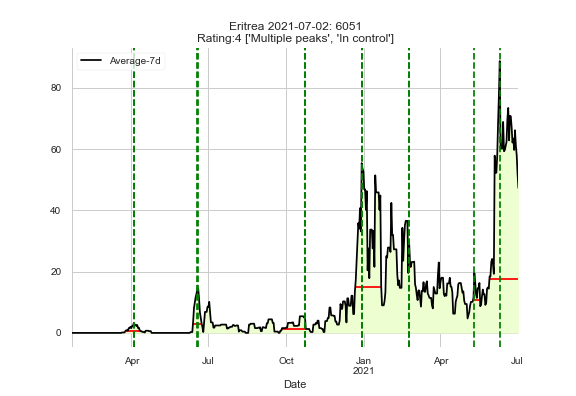 Eritrea 2021-07-02: 6051
Rating:4 ['Multiple peaks', 'In control']
Average-7d
80
60
40
20
0
Apr
Jul
Oct
Jan
2021
Apr
Jul
Date